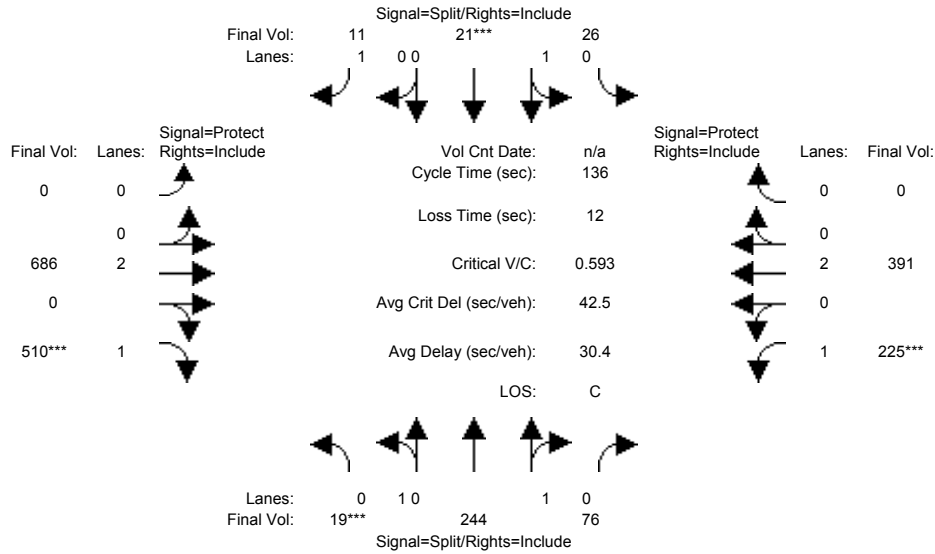 Signal=Split/Rights=Include
Final Vol: 11 21*** 26
Lanes: 1 0 0 1 0
Signal=Protect
Final Vol: Lanes: Rights=Include
Vol Cnt Date: n/a
Signal=Protect
Rights=Include Lanes: Final Vol:
Cycle Time (sec): 136
0 0
0 0
Loss Time (sec): 12
0
0
686 2
Critical V/C: 0.593
2 391
0
Avg Crit Del (sec/veh): 42.5
0
510*** 1
Avg Delay (sec/veh): 30.4
1 225***
LOS: C
Lanes: 0 1 0 1 0
Final Vol: 19*** 244 76
Signal=Split/Rights=Include